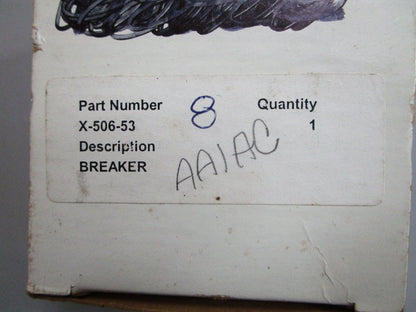 Part Number 8 Quantity
X-506-53 1
Description
BREAKER
AA1AC